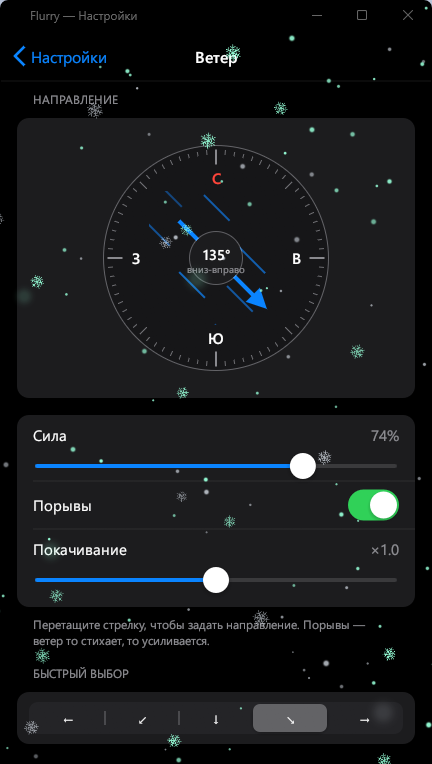 Flurry — Настройки
Настройки
Ветер
НАПРАВЛЕНИЕ
С
З
135°
вниз-вправо
В
Ю
Сила
74%
Порывы
Покачивание
×1.0
Перетащите стрелку, чтобы задать направление. Порывы —
ветер то стихает, то усиливается.
БЫСТРЫЙ ВЫБОР
← ↙ ↓ ↘ →